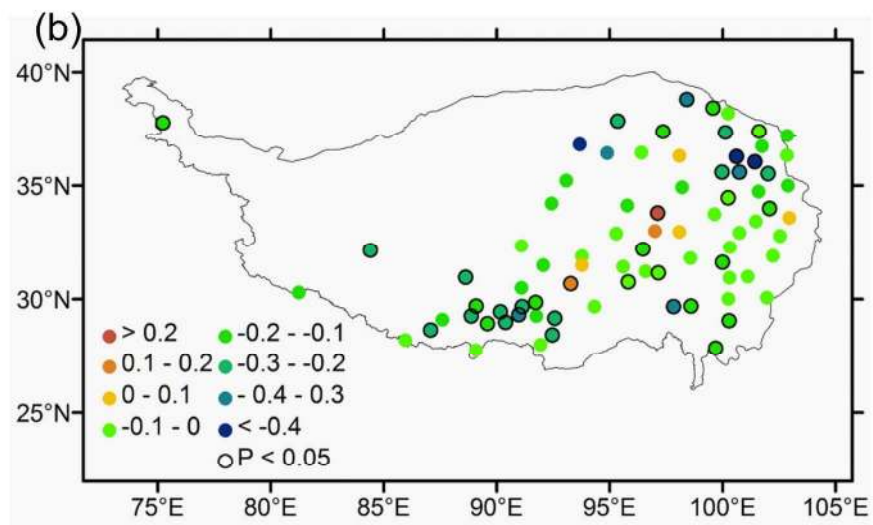 (b)
40°N
35°N
30°N
25°N
> 0.2
-0.2 - -0.1
0.1 - 0.2
-0.3 - -0.2
0 - 0.1
- 0.4 - 0.3
-0.1 - 0
< -0.4
P < 0.05
75°E 80°E 85°E 90°E 95°E 100°E 105°E